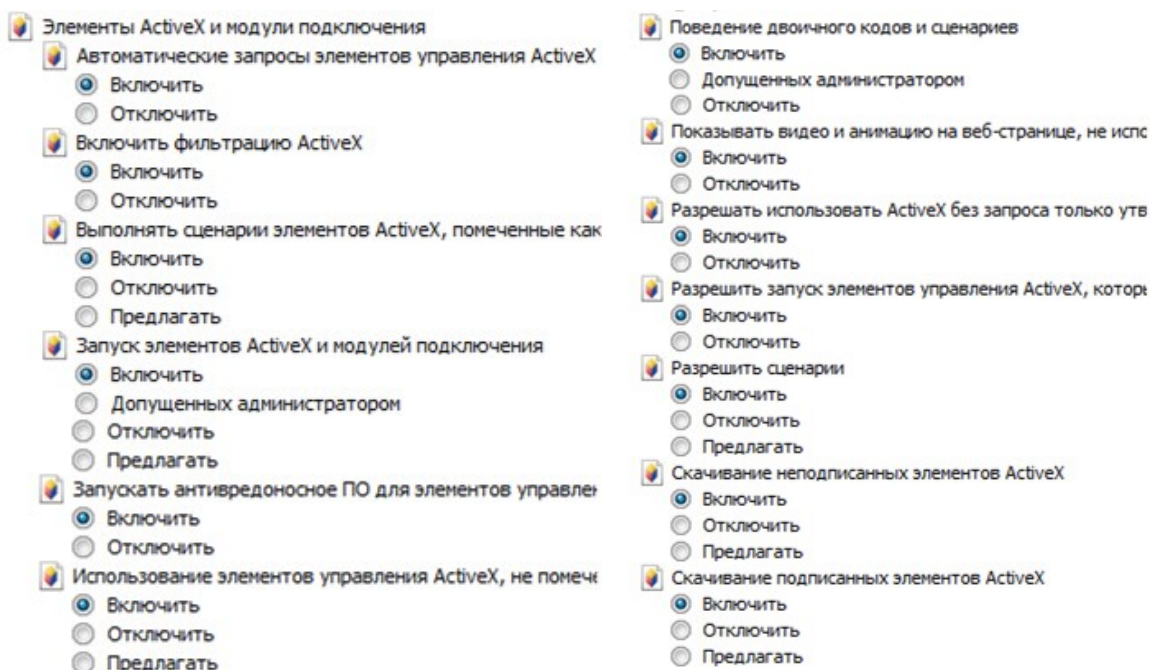 Элементы ActiveX и модули подключения
Автоматические запросы элементов управления ActiveX
Включить
Отключить
Включить фильтрацию ActiveX
Включить
Отключить
Выполнять сценарии элементов ActiveX, помеченные как
Включить
Отключить
Предлагать
Запуск элементов ActiveX и модулей подключения
Включить
Допущенных администратором
Отключить
Предлагать
Запускать антивредоносное ПО для элементов управлен
Включить
Отключить
Использование элементов управления ActiveX, не помече
Включить
Отключить
Предлагать
Поведение двоичного кодов и сценариев
Включить
Допущенных администратором
Отключить
Показывать видео и анимацию на веб-странице, не испо
Включить
Отключить
Разрешать использовать ActiveX без запроса только утв
Включить
Отключить
Разрешить запуск элементов управления ActiveX, которы
Включить
Отключить
Разрешить сценарии
Включить
Отключить
Предлагать
Скачивание неподписанных элементов ActiveX
Включить
Отключить
Предлагать
Скачивание подписанных элементов ActiveX
Включить
Отключить
Предлагать